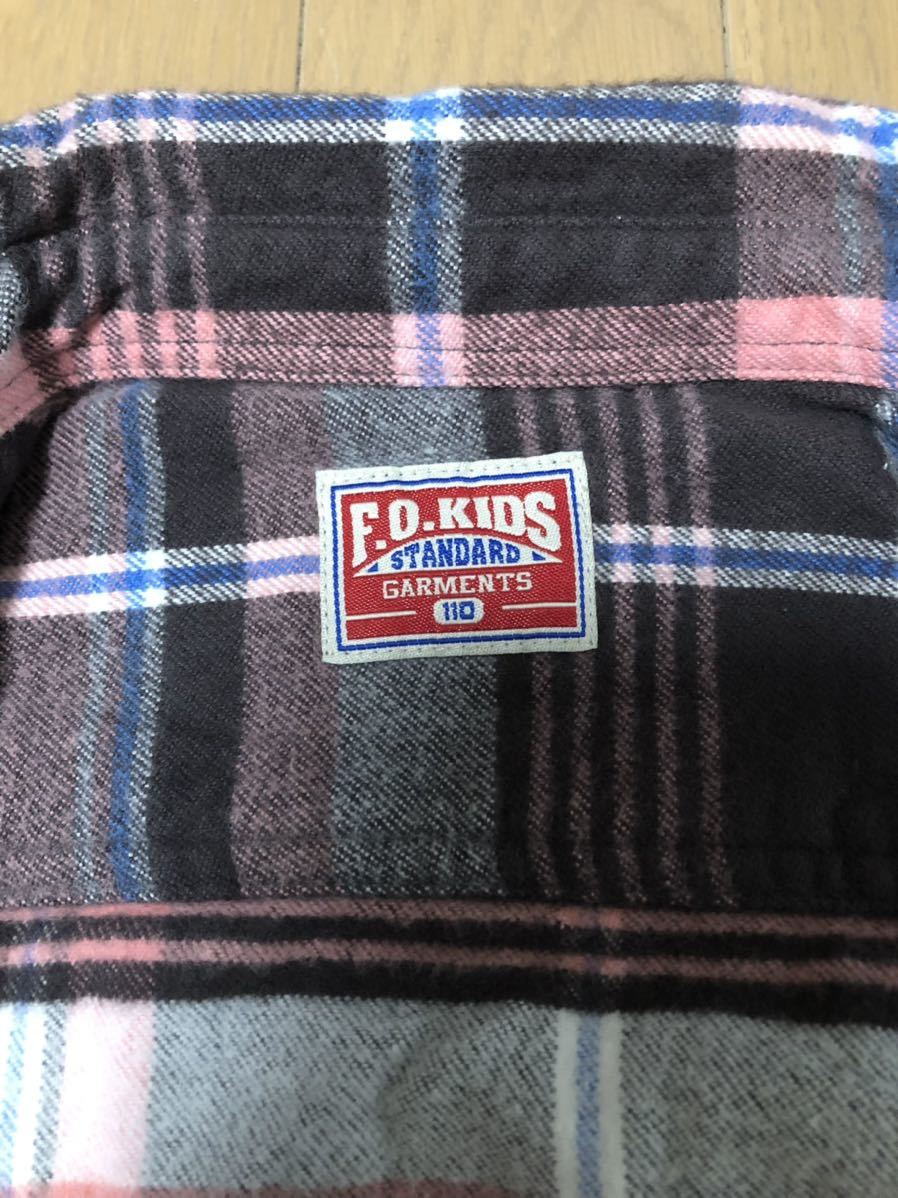 F.O.KIDS
STANDARD
GARMENTS
110